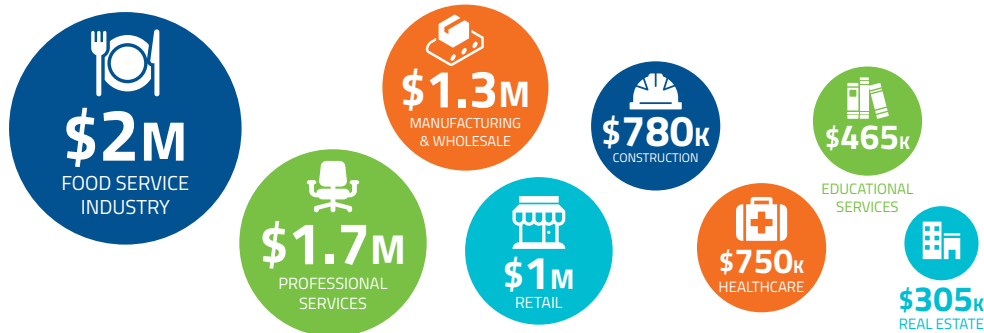 $2M
FOOD SERVICE
INDUSTRY
$1.7M
PROFESSIONAL
SERVICES
$1.3M
MANUFACTURING
& WHOLESALE
$1M
RETAIL
$780K
CONSTRUCTION
$750K
HEALTHCARE
$465K
EDUCATIONAL
SERVICES
$305K
REAL ESTATE